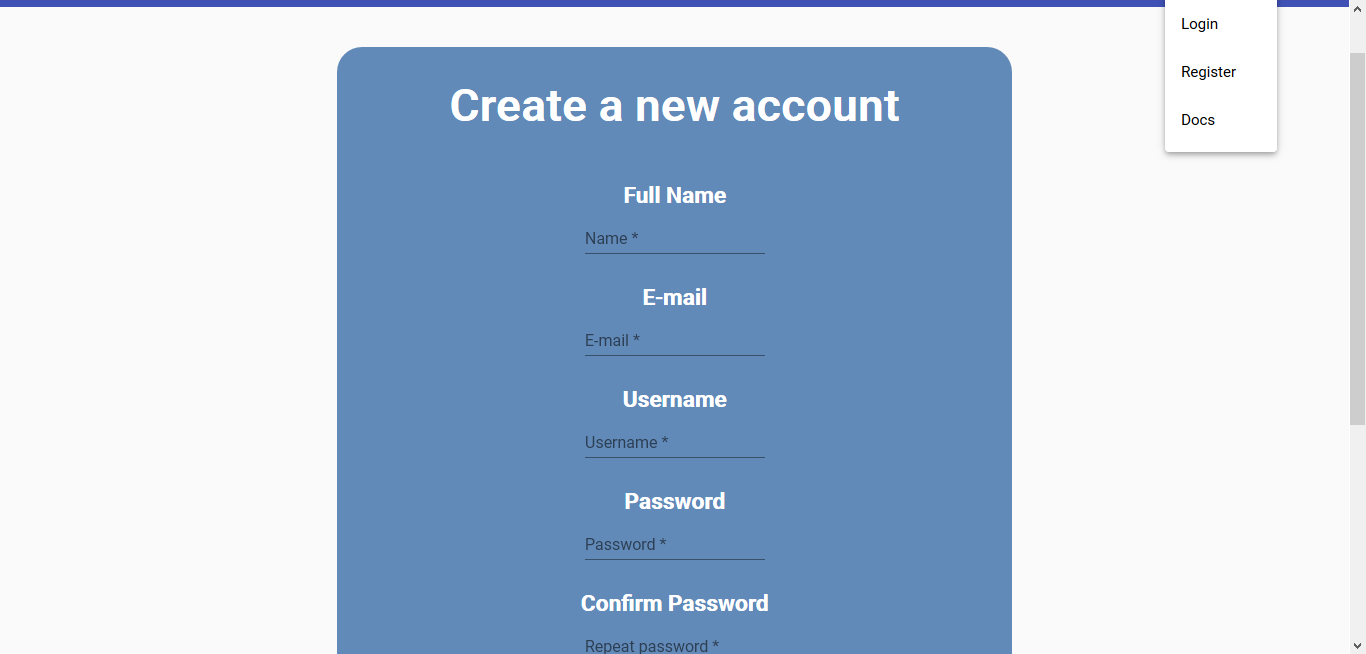 Login
Register
Docs
Create a new account
Full Name
Name *
E-mail
E-mail *
Username
Username *
Password
Password *
Confirm Password
Repeat password *